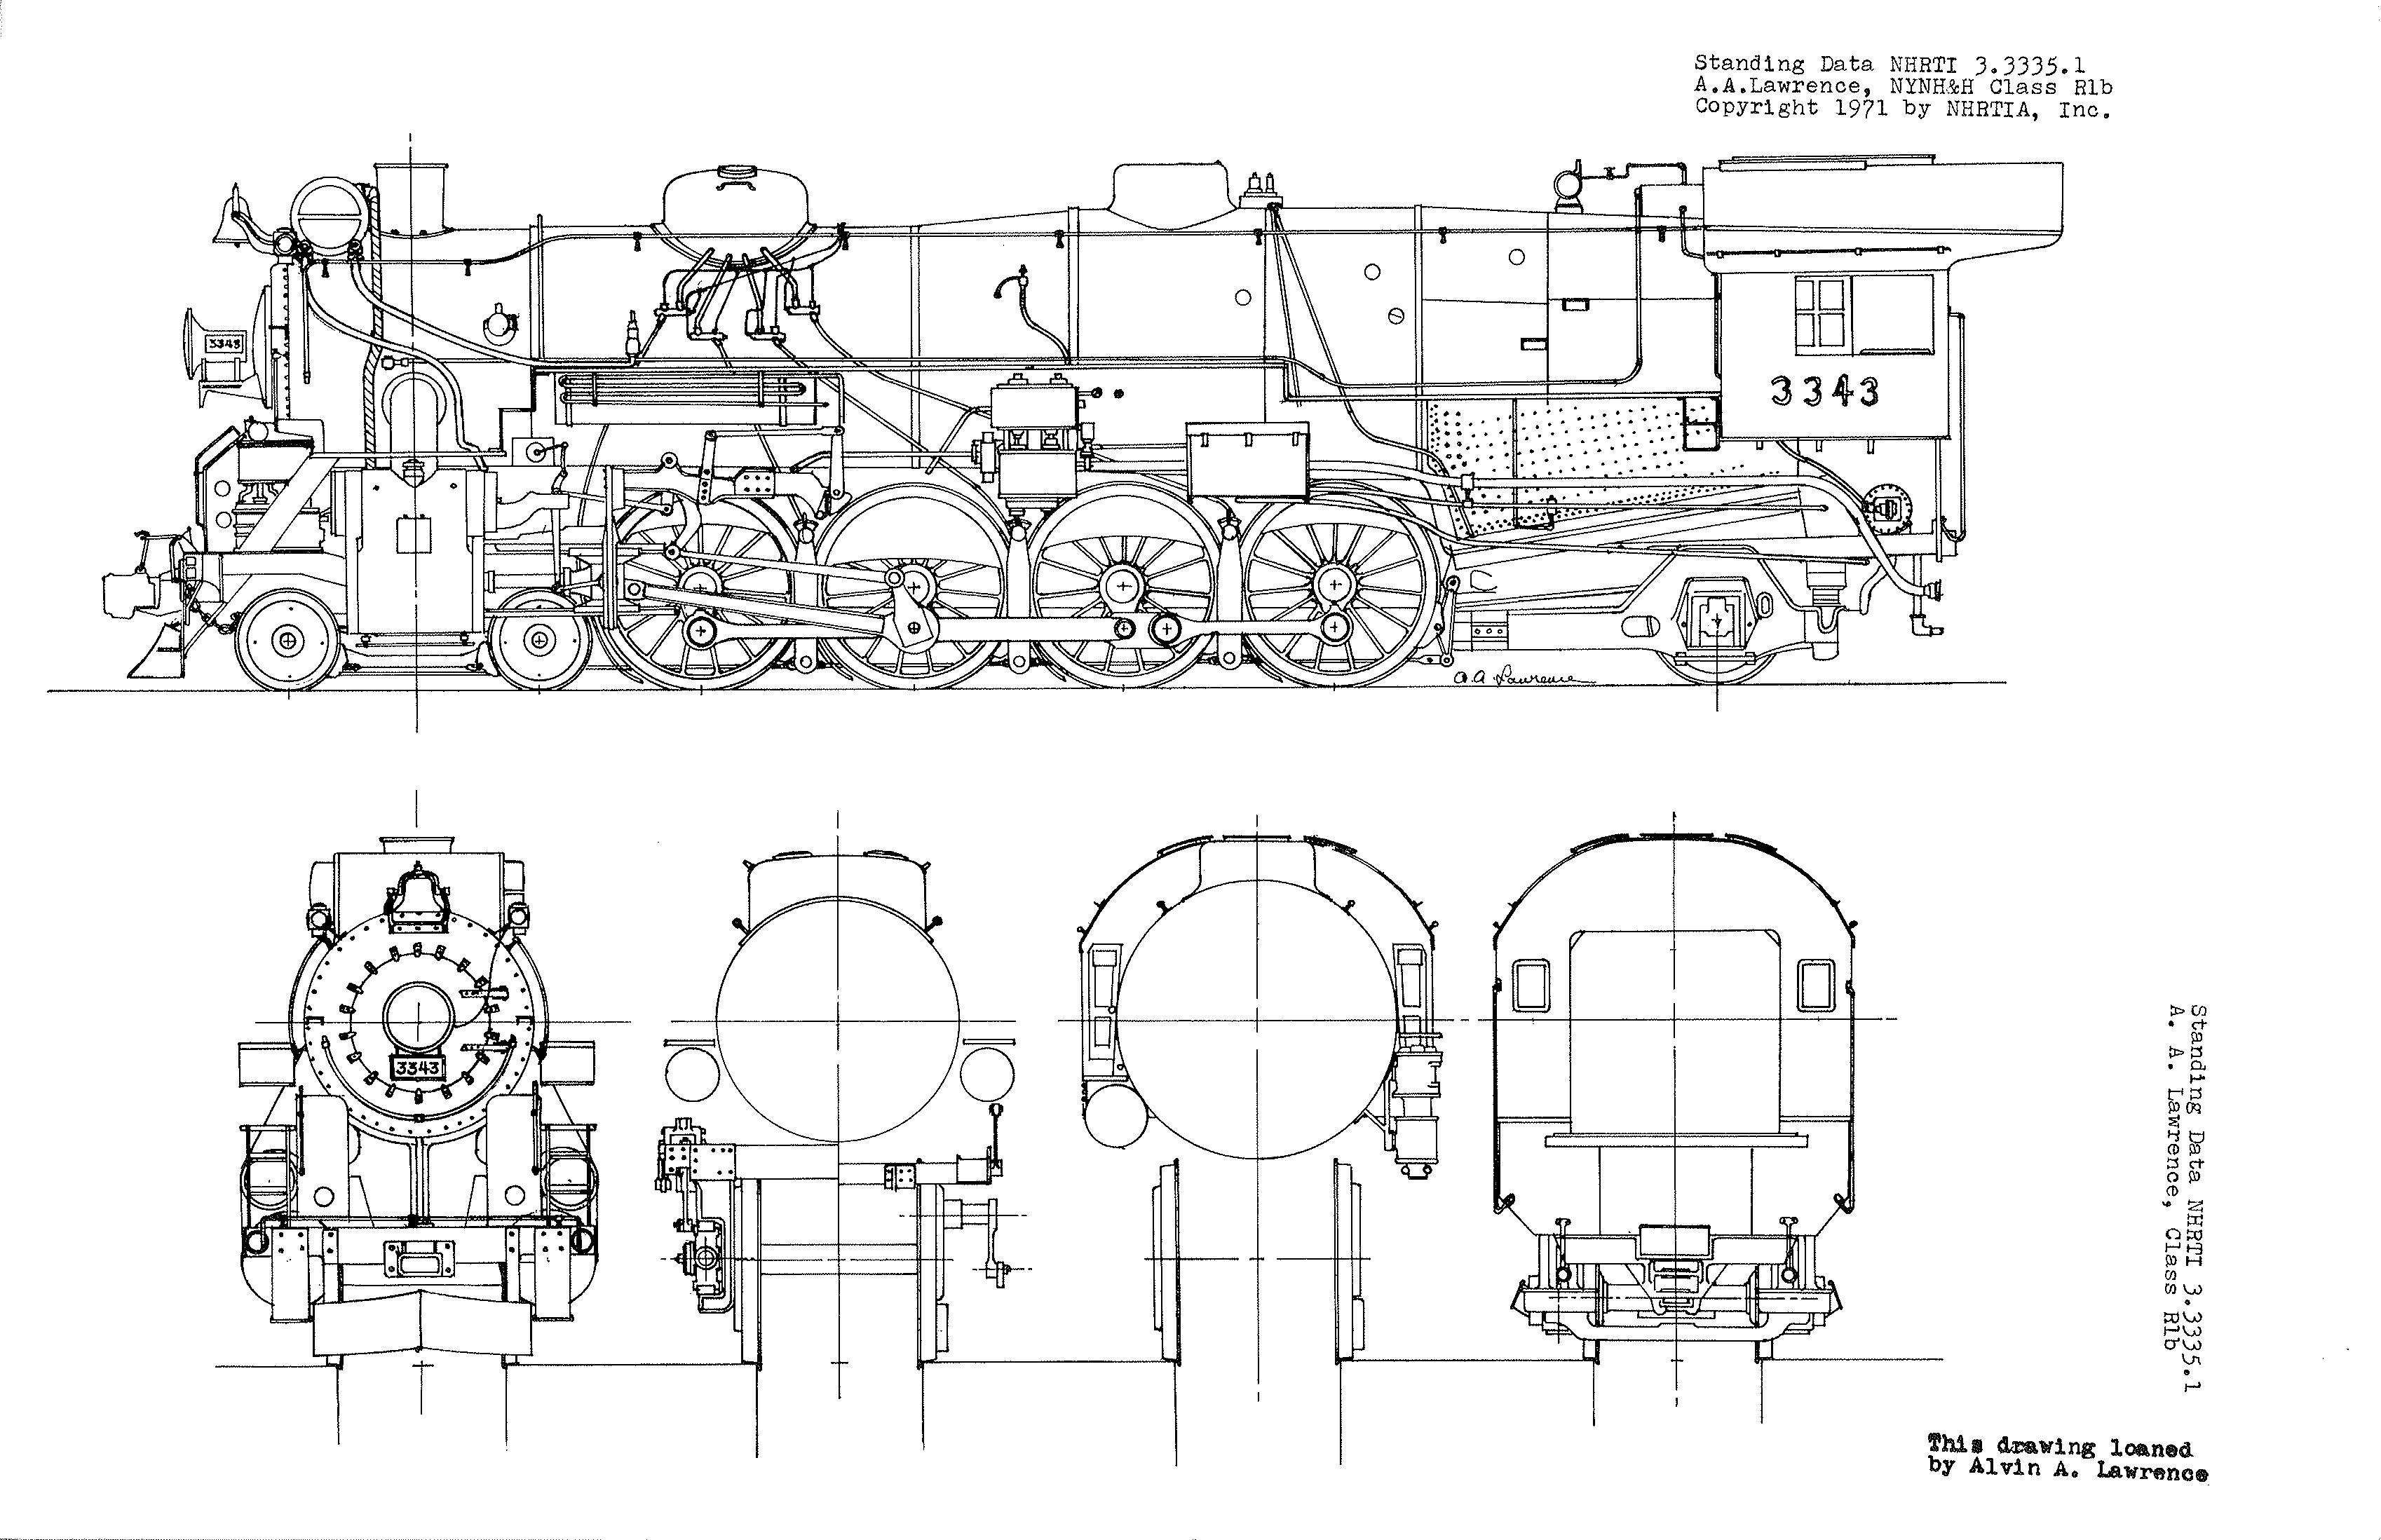 Standing Data NHRTI 3.3335.1
A.A.Lawrence, NYNH&H Class R1b
Copyright 1971 by NHRTIA, Inc.
3343
3343
A.A Lawrence
3343
Standing Data NHRTI 3.3335.1
A. A. Lawrence, Class R1b
This drawing loaned
by Alvin A. Lawrence